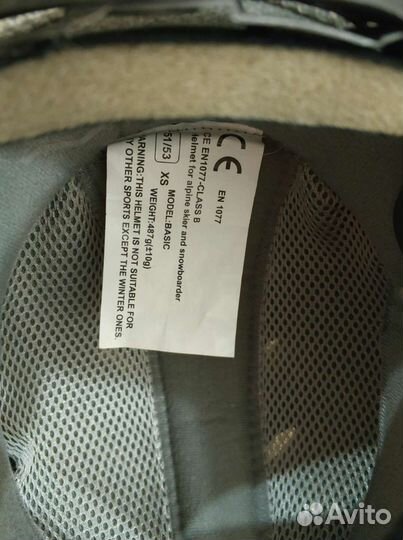 CE EN 1077
CE EN1077-CLASS B
Helmet for alpine skier and snowboarder
51/53 XS MODEL:BASIC
WEIGHT:487g(±10g)
WARNING:THIS HELMET IS NOT SUITABLE FOR
ANY OTHER SPORTS EXCEPT THE WINTER ONES
Avito